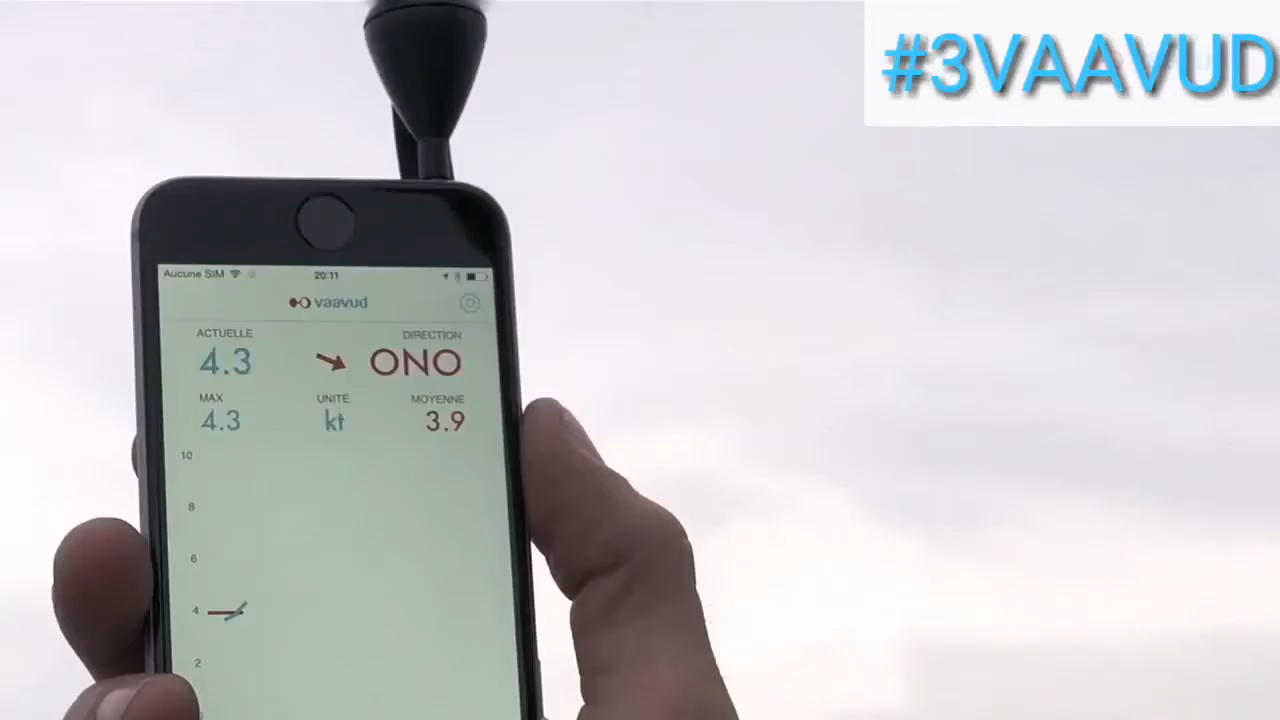 #3VAAVUD
Aucune SIM 20:11
vaavud
ACTUELLE DIRECTION
4.3 ONO
MAX UNITÉ MOYENNE
4.3 kt 3.9
10
8
6
4
2